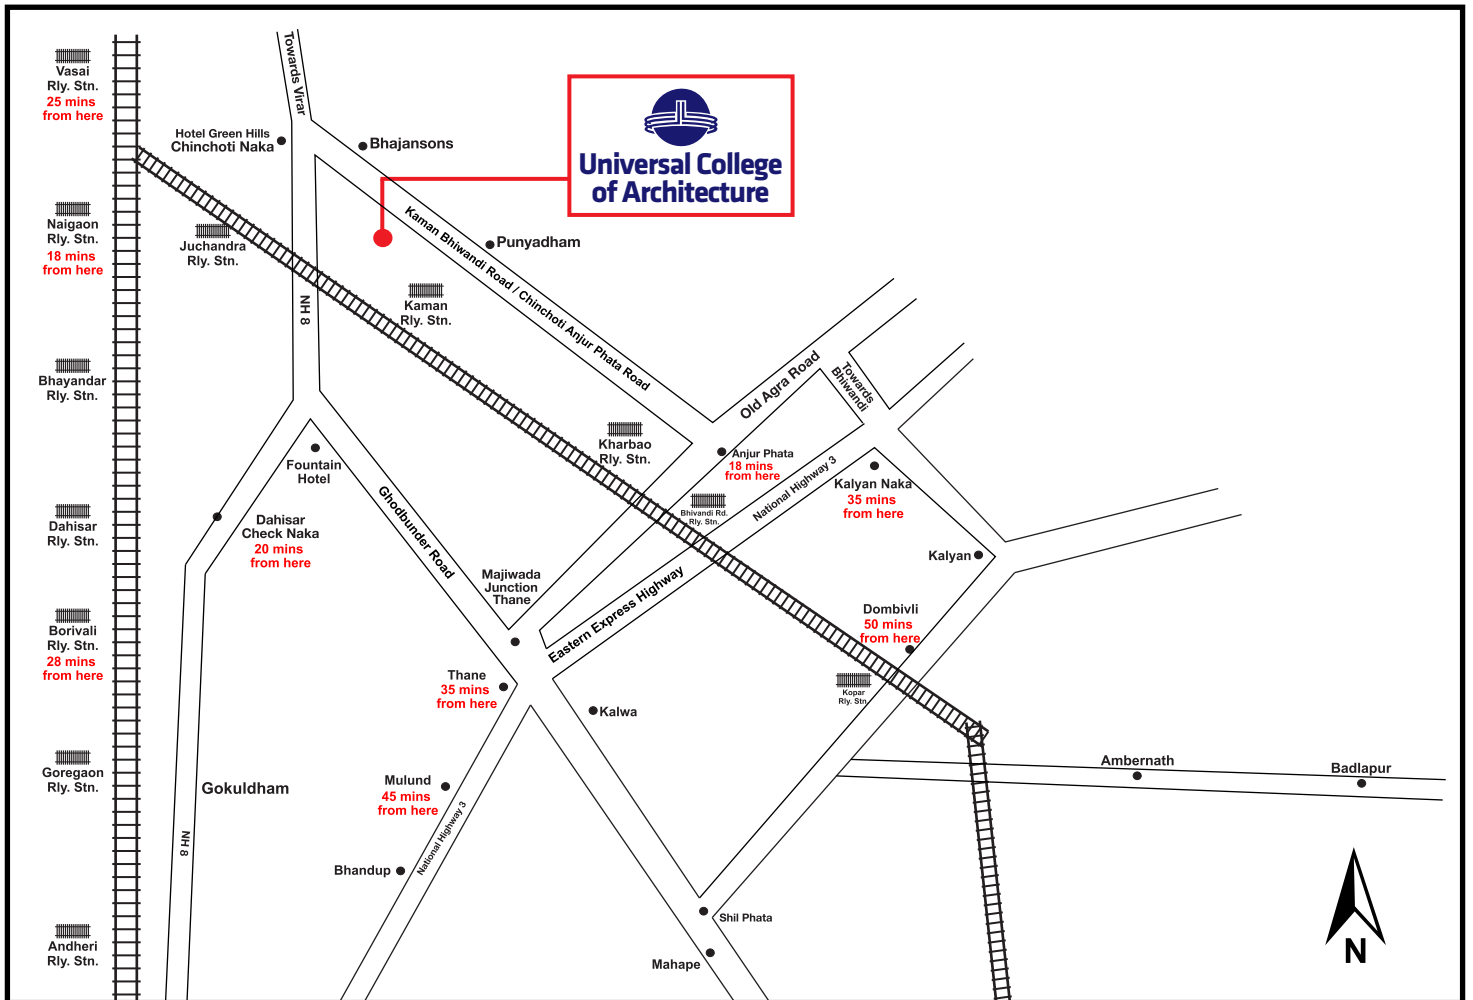 Towards Virar
Vasai
Rly. Stn.
25 mins
from here
Hotel Green Hills
Chinchoti Naka
Bhajansons
Universal College
of Architecture
Naigaon
Rly. Stn.
18 mins
from here
Juchandra
Rly. Stn.
Kaman Bhiwandi Road / Chinchoti Anjur Phata Road
Punyadham
Kaman
Rly. Stn.
NH 8
Bhayandar
Rly. Stn.
Old Agra Road
Towards
Bhiwandi
Kharbao
Rly. Stn.
Anjur Phata
18 mins
from here
Fountain
Hotel
Ghodbunder Road
National Highway 3
Kalyan Naka
35 mins
from here
Bhivandi Rd.
Rly. Stn.
Dahisar
Rly. Stn.
Dahisar
Check Naka
20 mins
from here
Kalyan
Majiwada
Junction
Thane
Eastern Express Highway
Dombivli
50 mins
from here
Borivali
Rly. Stn.
28 mins
from here
Thane
35 mins
from here
Kopar
Rly. Stn.
Kalwa
Goregaon
Rly. Stn.
Gokuldham
Mulund
45 mins
from here
Ambernath
Badlapur
NH 8
National Highway 3
Bhandup
Shil Phata
Mahape
Andheri
Rly. Stn.
N